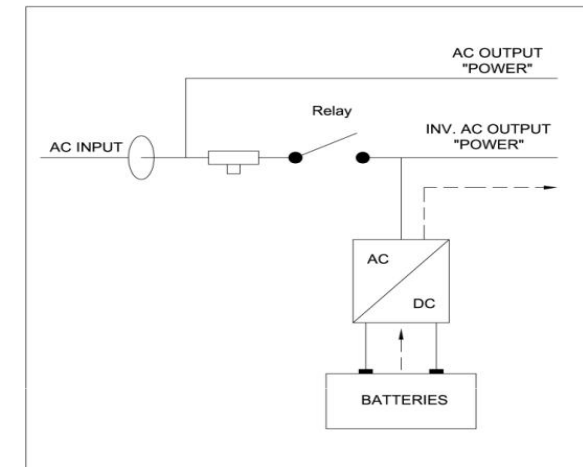 AC OUTPUT
"POWER"
Relay
INV. AC OUTPUT
"POWER"
AC INPUT
AC
DC
BATTERIES